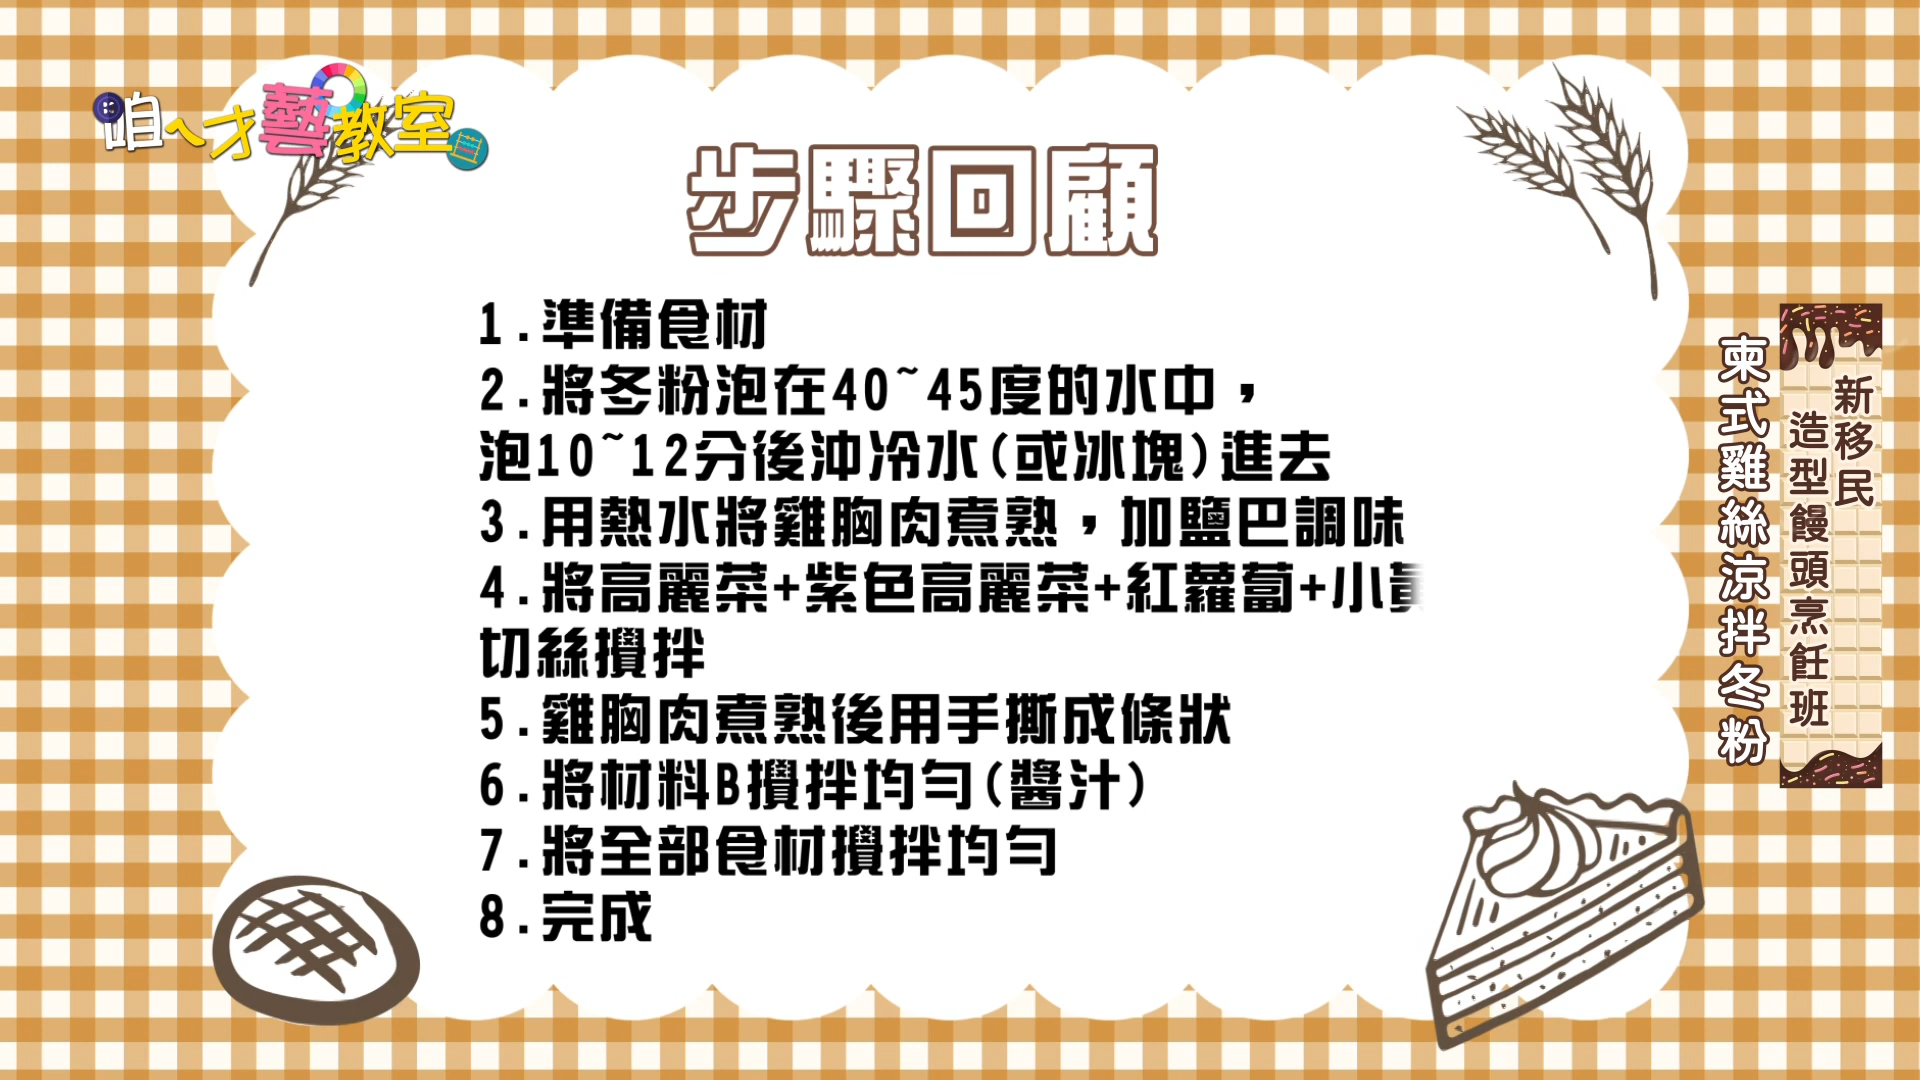 咱ㄟ才藝教室
步驟回顧
1.準備食材
2.將冬粉泡在40~45度的水中，
泡10~12分後沖冷水(或冰塊)進去
3.用熱水將雞胸肉煮熟，加鹽巴調味
4.將高麗菜+紫色高麗菜+紅蘿蔔+小黃
切絲攪拌
5.雞胸肉煮熟後用手撕成條狀
6.將材料B攪拌均勻(醬汁)
7.將全部食材攪拌均勻
8.完成
新移民
造型饅頭烹飪班
柬式雞絲涼拌冬粉